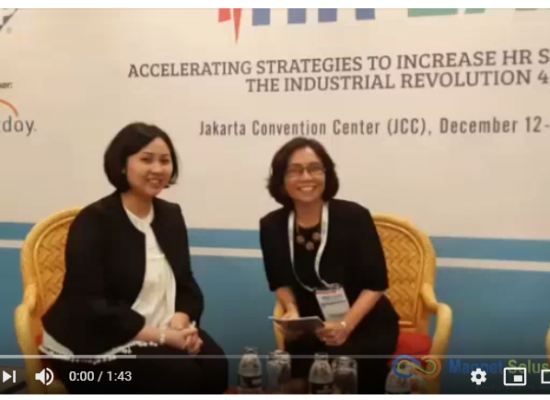 ACCELERATING STRATEGIES TO INCREASE HR S
THE INDUSTRIAL REVOLUTION 4
Jakarta Convention Center (JCC), December 12-
day.
0:00 / 1:43